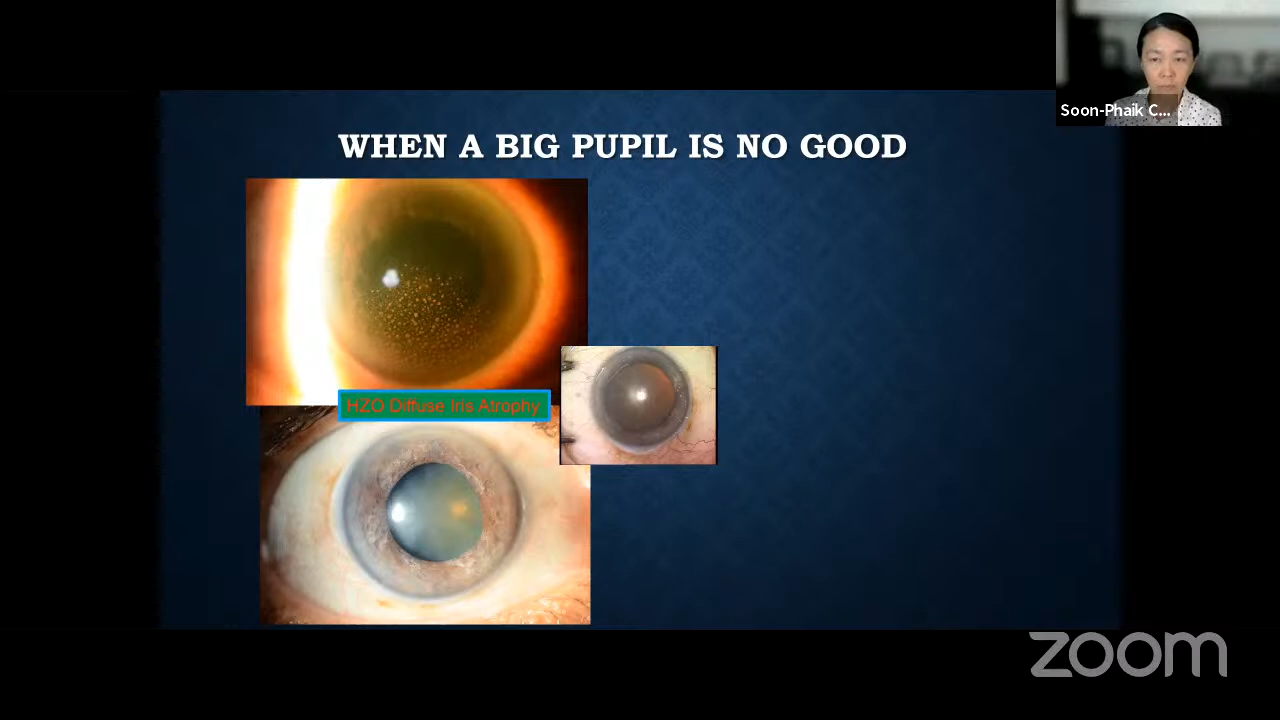 Soon-Phaik C...
WHEN A BIG PUPIL IS NO GOOD
HZO Diffuse Iris Atrophy
zoom